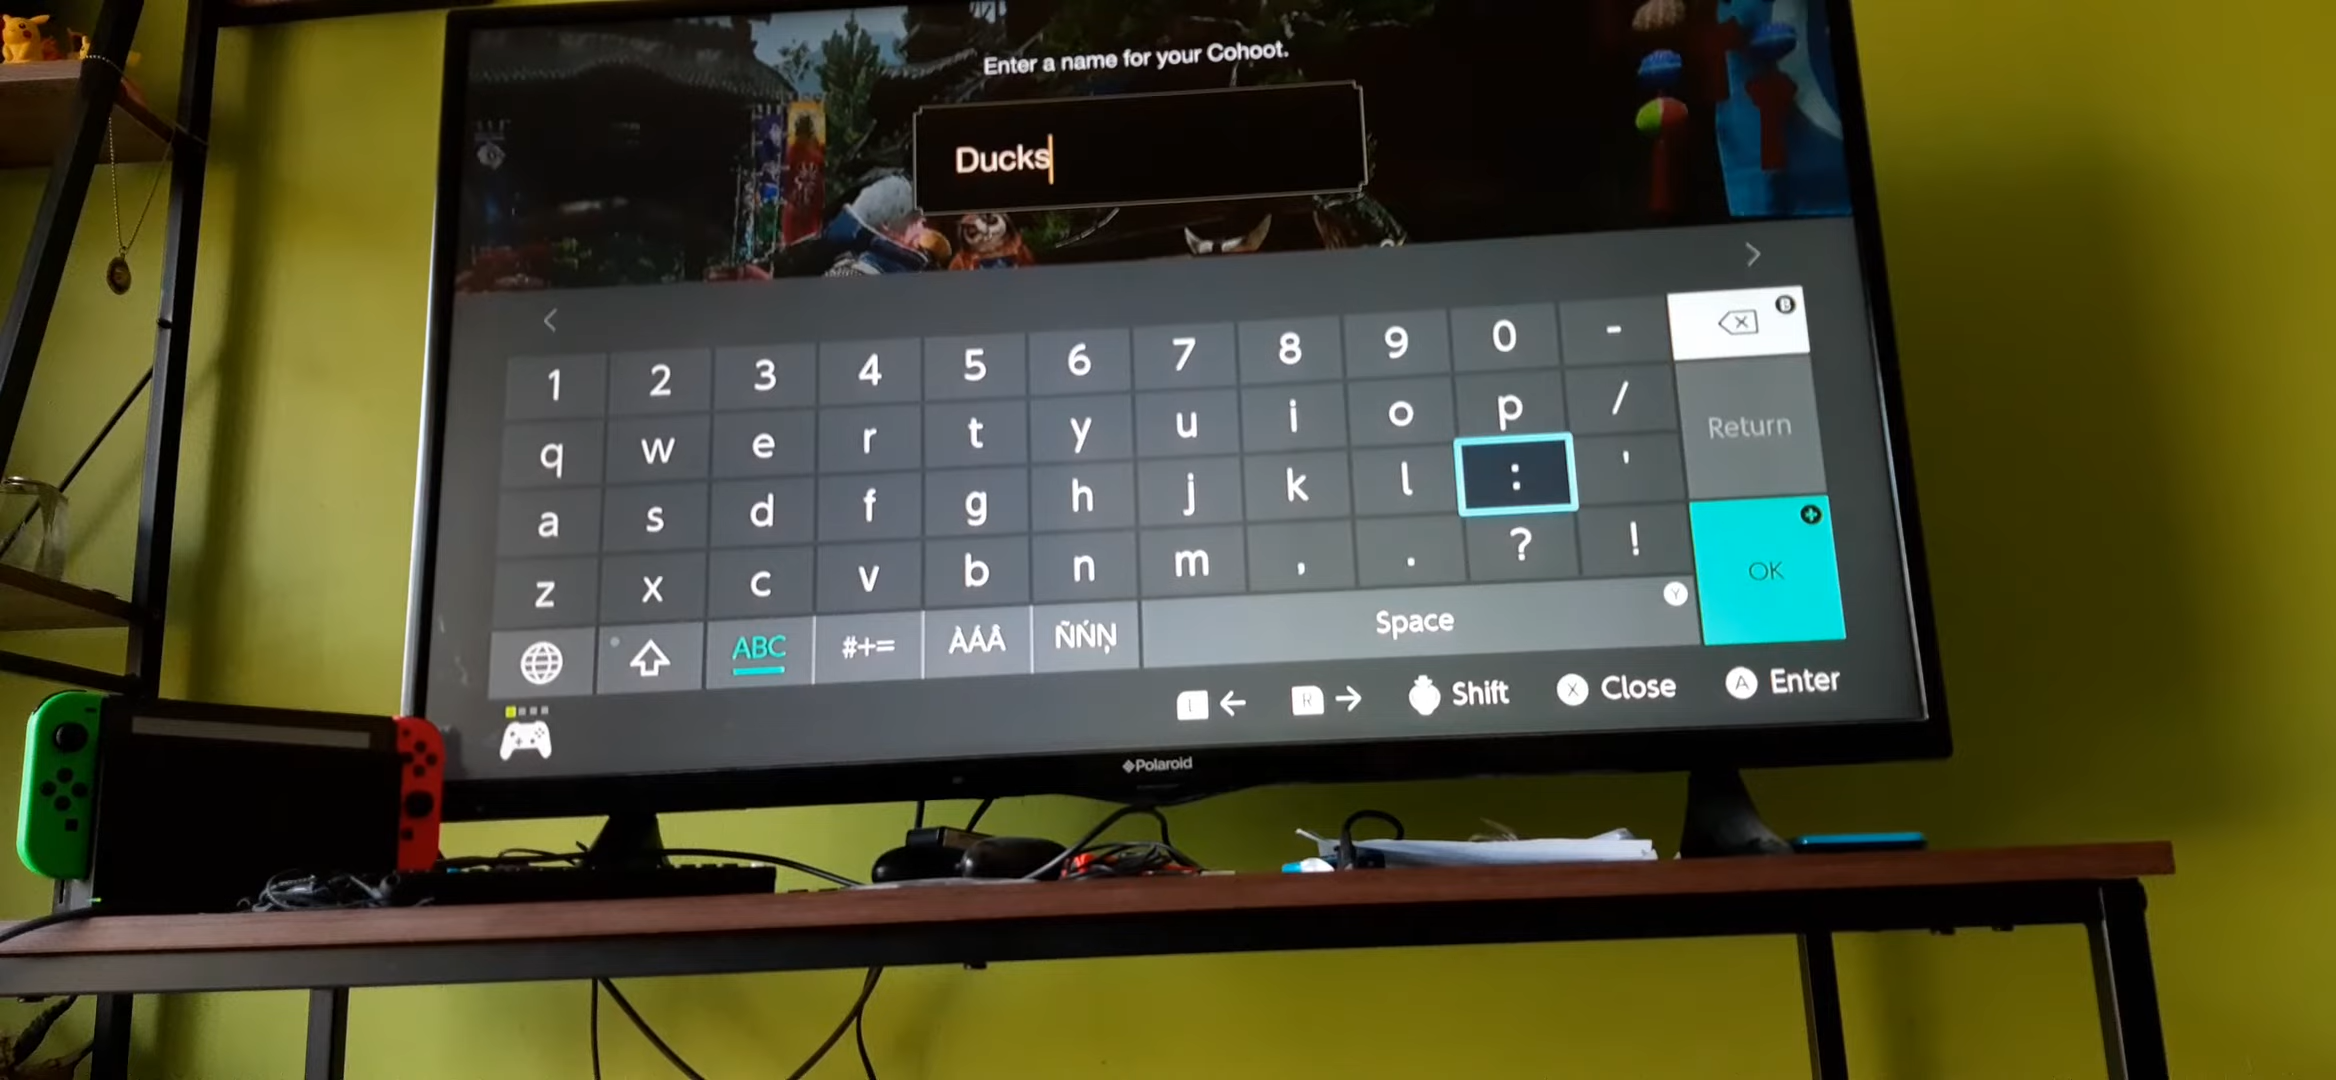 Enter a name for your Cohoot.
Ducks
B
1 2 3 4 5 6 7 8 9 0 -
q w e r t y u i o p / Return
a s d f g h j k l : '
z x c v b n m , . ? ! OK
ABC #+= ÀÁÂ ÑŃŅ Space Y
L ← R → Shift X Close A Enter
Polaroid